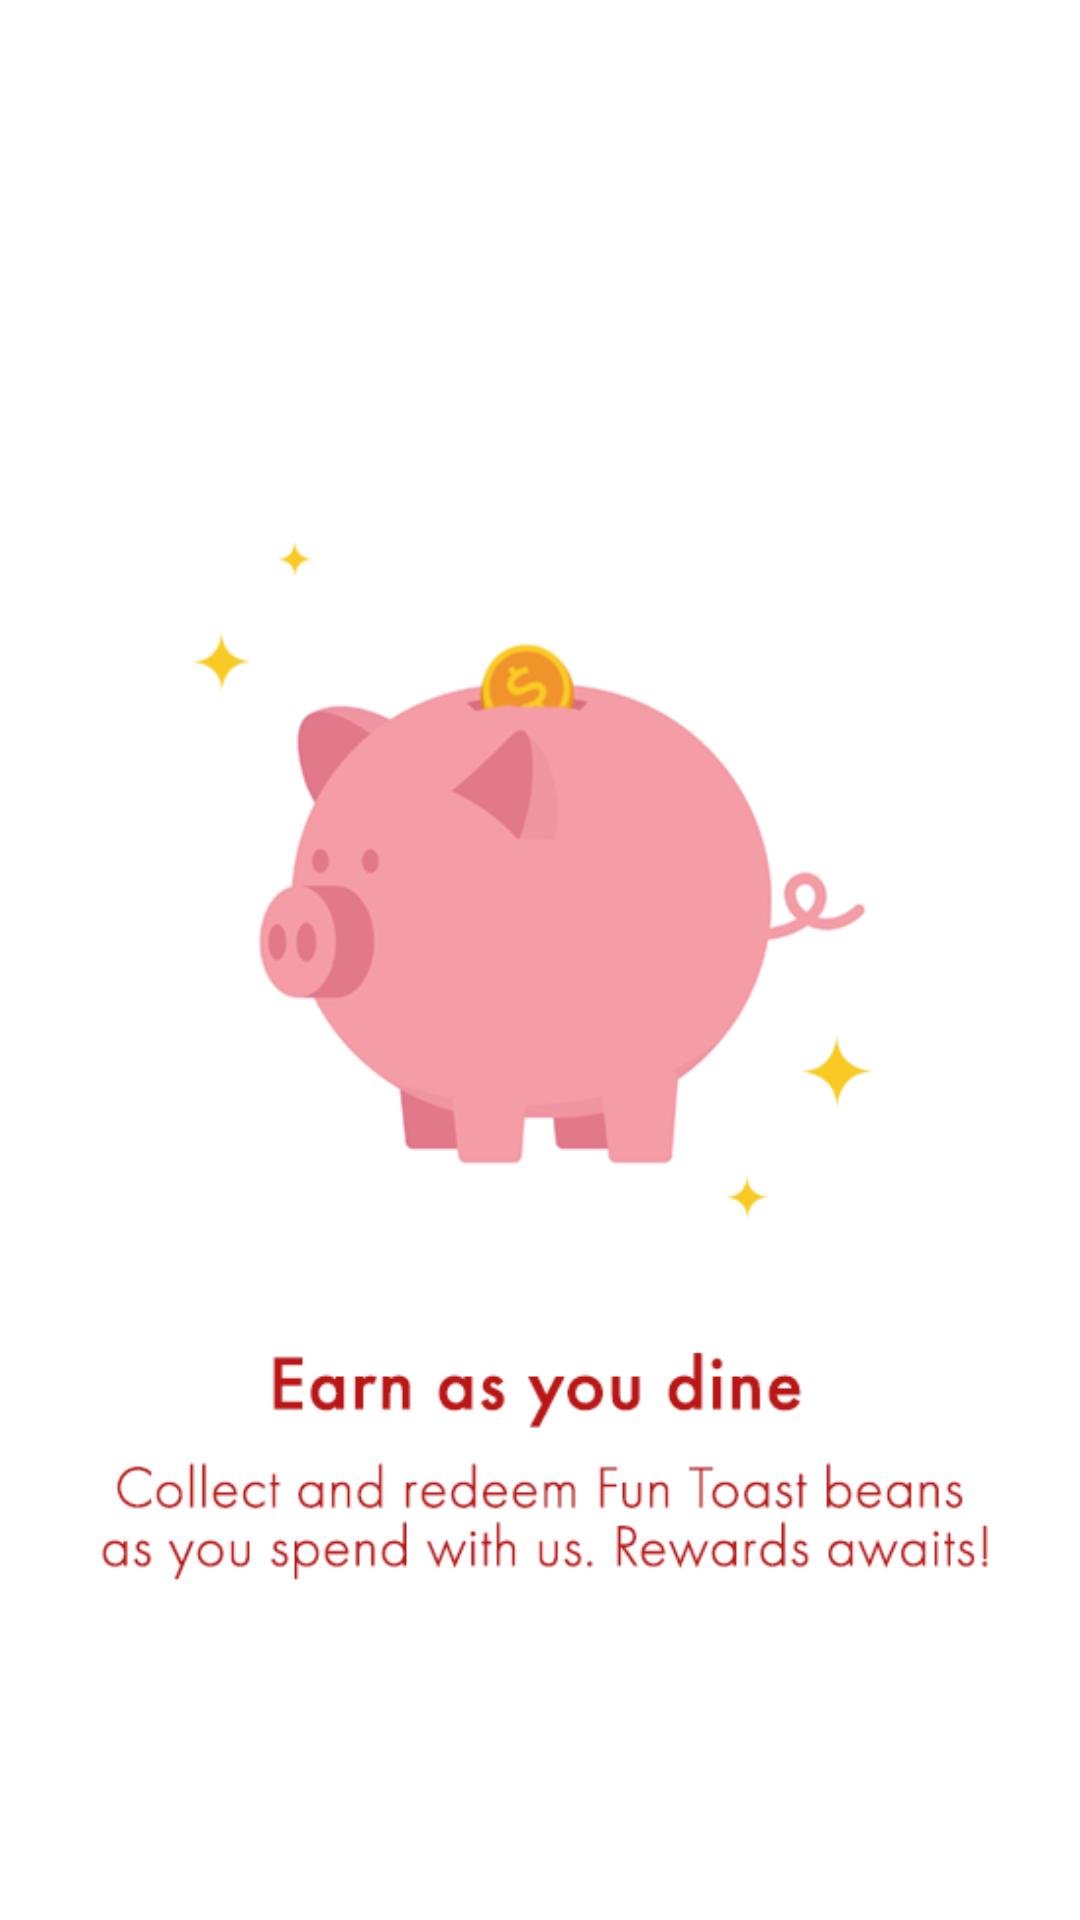 $
Earn as you dine
Collect and redeem Fun Toast beans
as you spend with us. Rewards awaits!